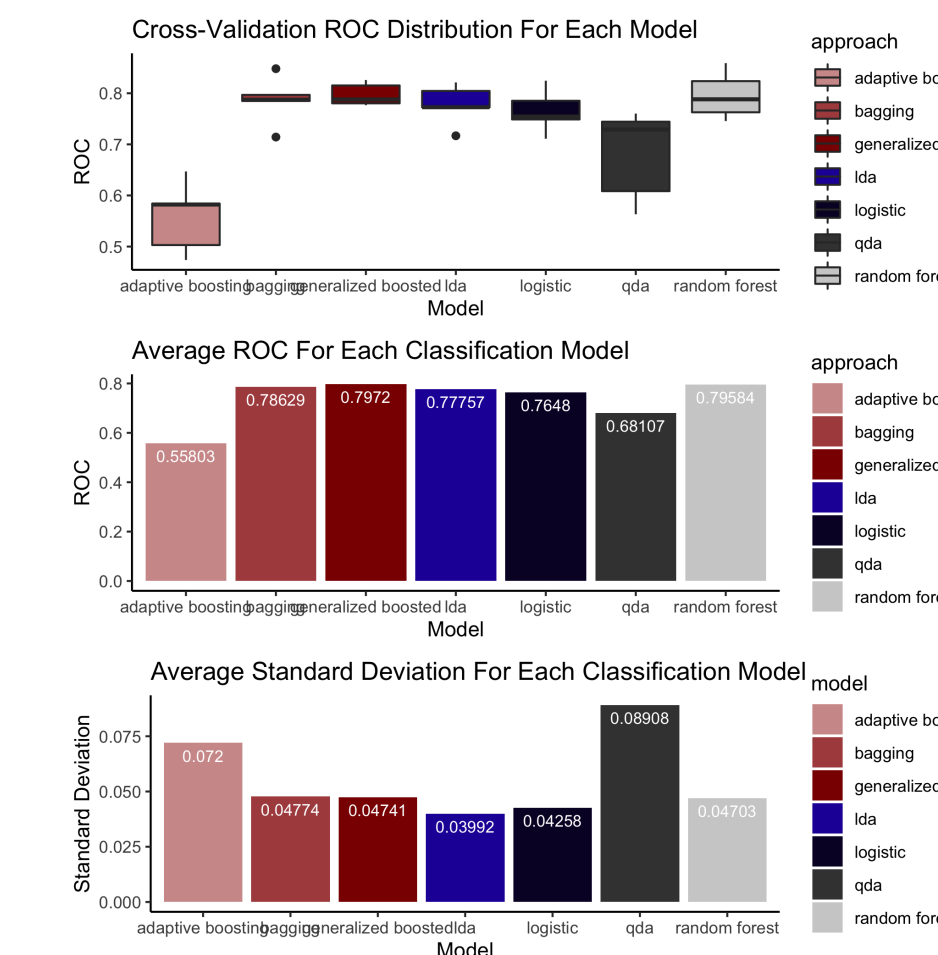 Cross-Validation ROC Distribution For Each Model
ROC
0.8
0.7
0.6
0.5
adaptive boosting bagging generalized boosted lda logistic qda random forest
Model
approach
adaptive bo
bagging
generalized
lda
logistic
qda
random for
Average ROC For Each Classification Model
ROC
0.8
0.6
0.4
0.2
0.0
0.55803 0.78629 0.7972 0.77757 0.7648 0.68107 0.79584
adaptive boosting bagging generalized boosted lda logistic qda random forest
Model
approach
adaptive bo
bagging
generalized
lda
logistic
qda
random for
Average Standard Deviation For Each Classification Model
Standard Deviation
0.075
0.050
0.025
0.000
0.072 0.04774 0.04741 0.03992 0.04258 0.08908 0.04703
adaptive boosting bagging generalized boosted lda logistic qda random forest
Model
model
adaptive bo
bagging
generalized
lda
logistic
qda
random for